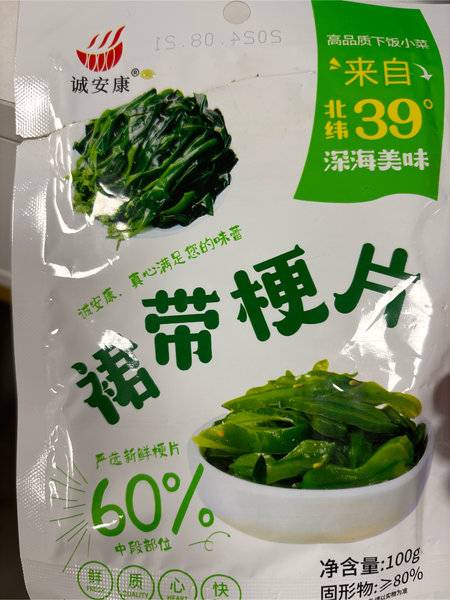 2024.08.21
诚安康®
高品质下饭小菜
来自
北纬39°
深海美味
诚安康、真心满足您的味蕾
裙带梗片
严选新鲜梗片
60%
中段部位
鲜 质 心 快
FRESH QUALITY HEART
净含量:100g
固形物:≥80%